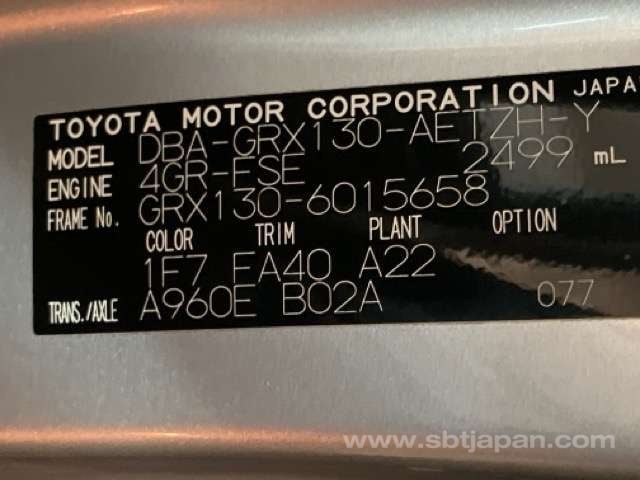 TOYOTA MOTOR CORPORATION JAPA
MODEL DBA-GRX130-AETZH-Y
ENGINE 4GR-FSE 2499 mL
FRAME No. GRX130-6015658
COLOR TRIM PLANT OPTION
1F7 FA40 A22
TRANS./AXLE A960E B02A 077
www.sbtjapan.com